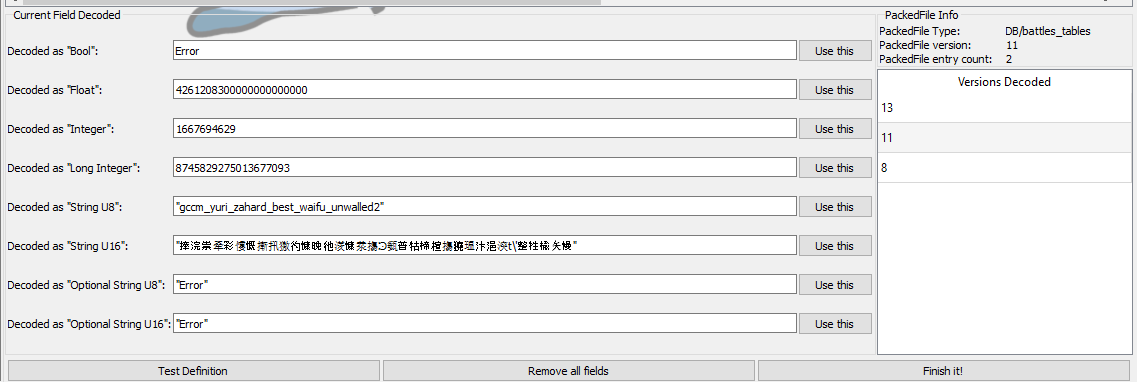 Current Field Decoded
Decoded as "Bool": Error Use this
Decoded as "Float": 4261208300000000000000 Use this
Decoded as "Integer": 1667694629 Use this
Decoded as "Long Integer": 8745829275013677093 Use this
Decoded as "String U8": "gccm_yuri_zahard_best_waifu_unwalled2" Use this
Decoded as "String U16": Use this
Decoded as "Optional String U8": "Error" Use this
Decoded as "Optional String U16": "Error" Use this
PackedFile Info
PackedFile Type: DB/battles_tables
PackedFile version: 11
PackedFile entry count: 2
Versions Decoded
13
11
8
Test Definition Remove all fields Finish it!